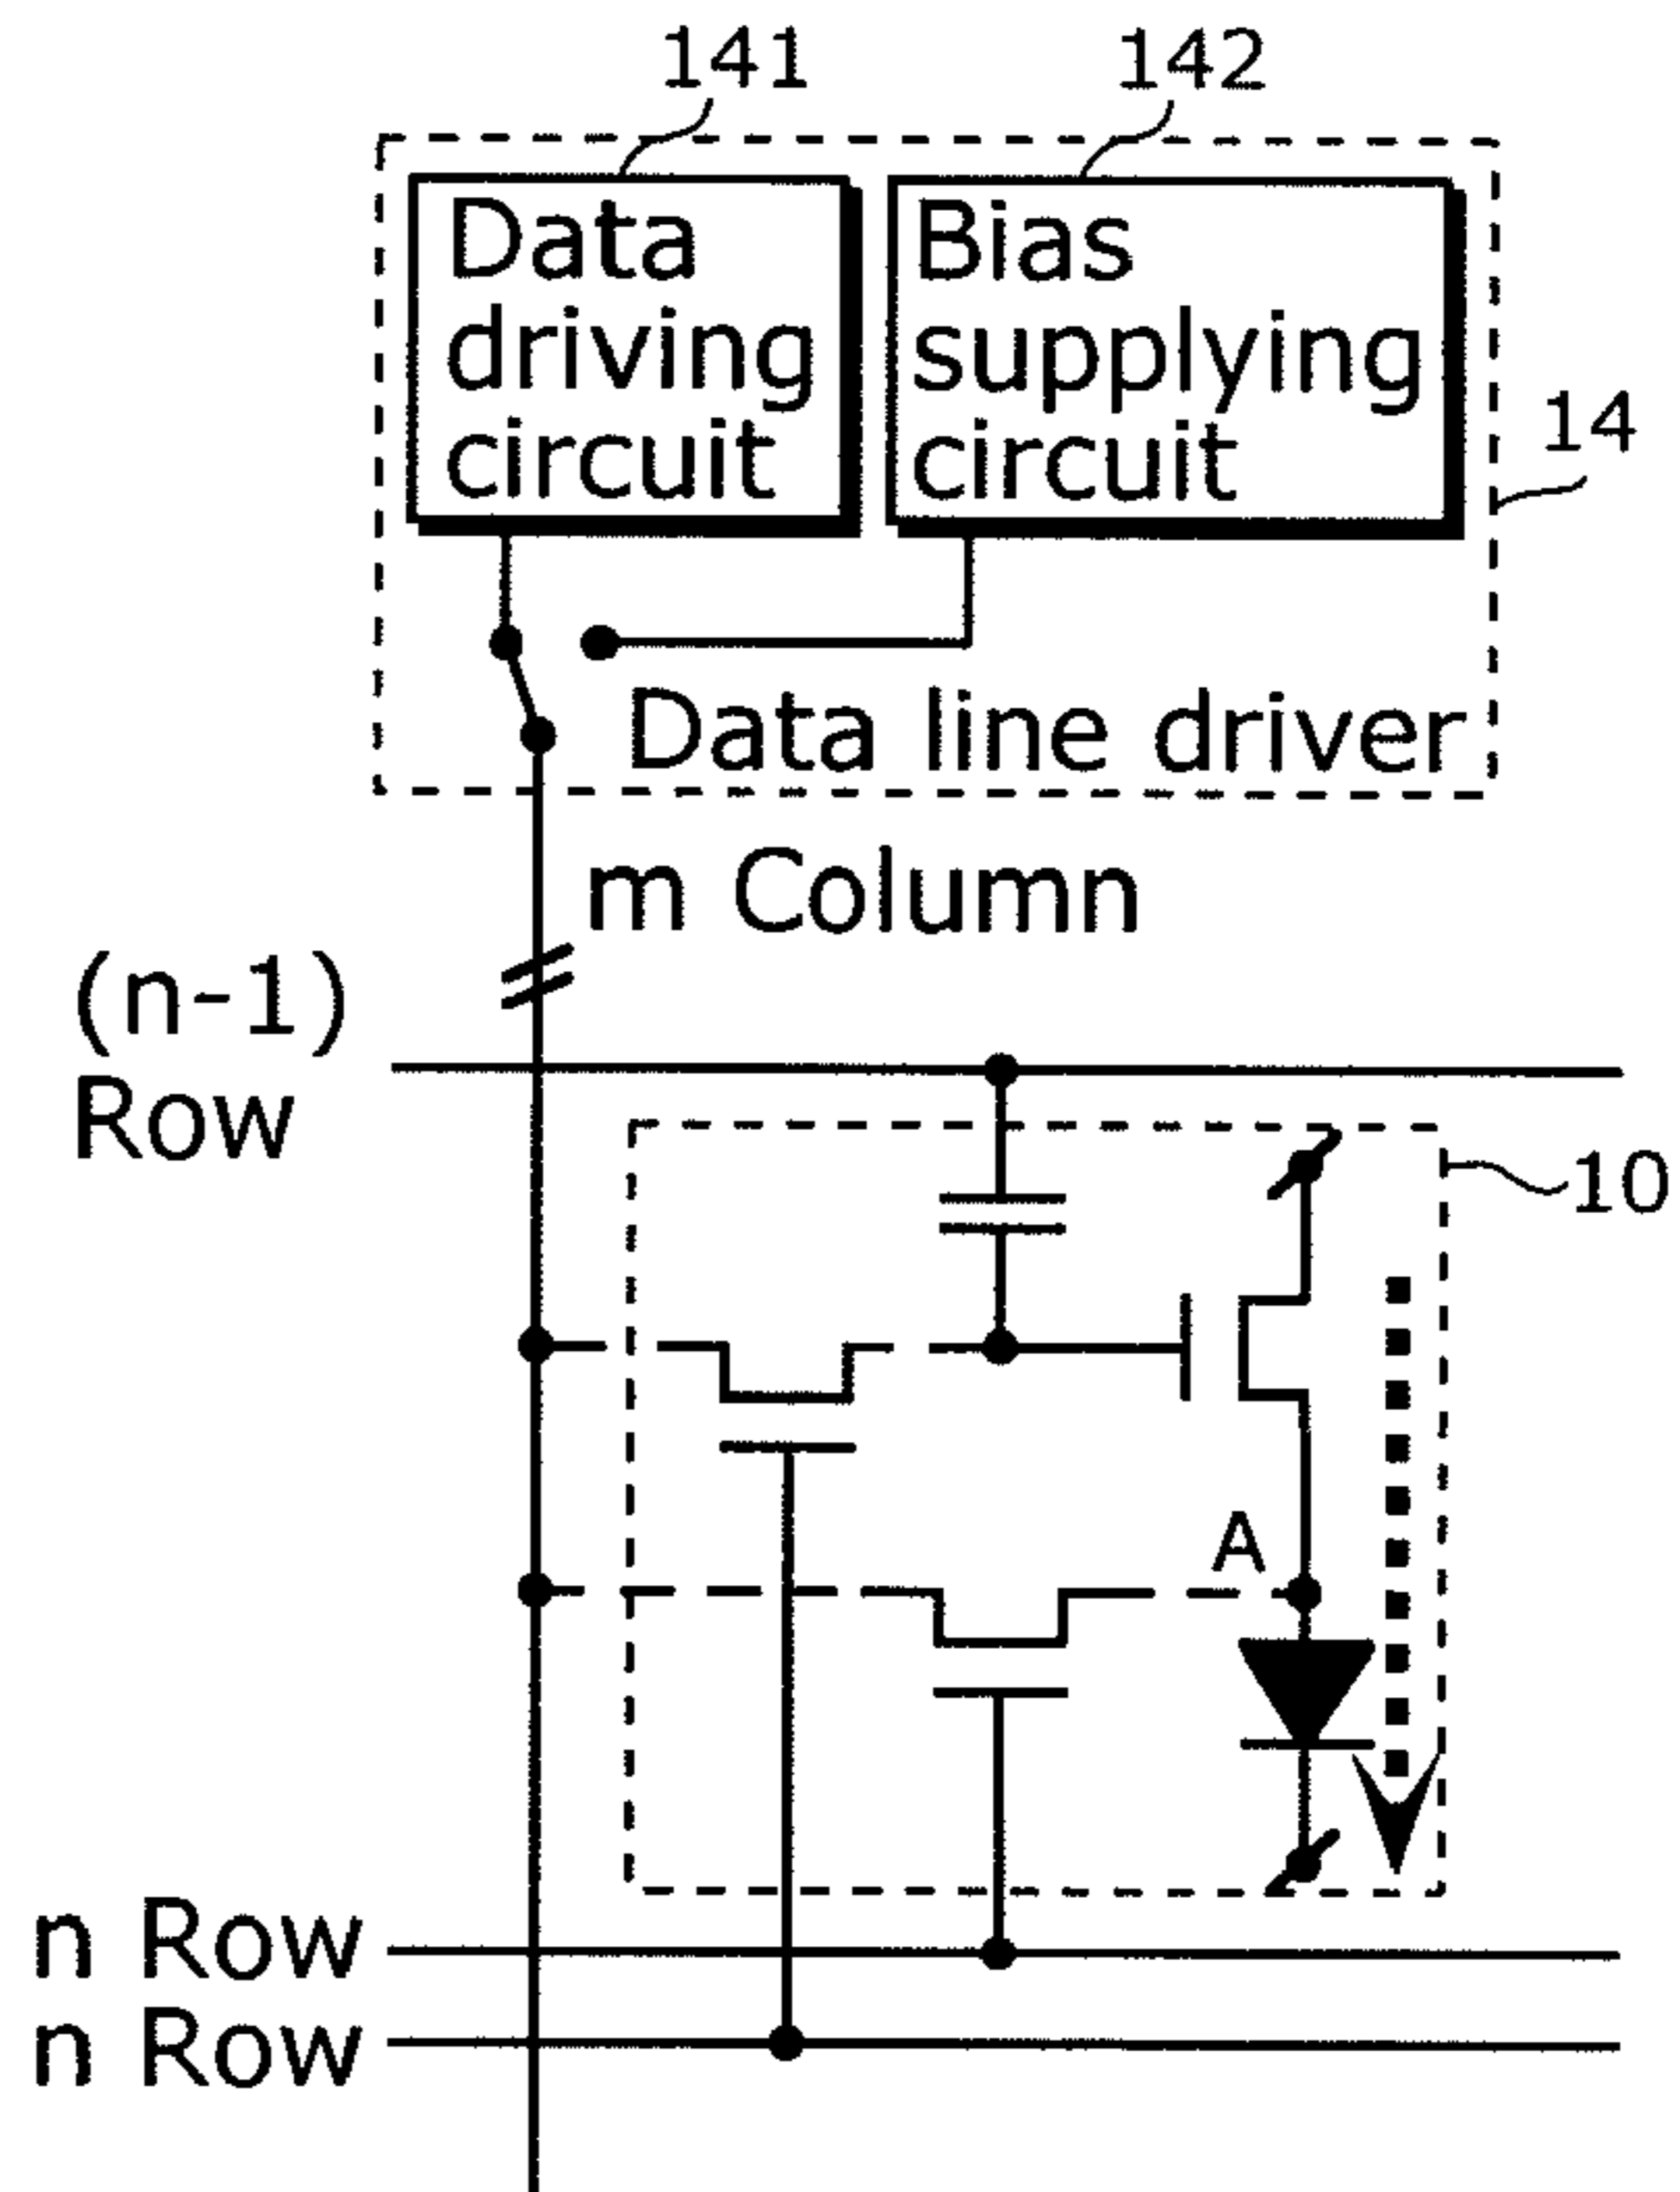 141
142
Data
driving
circuit
Bias
supplying
circuit
14
Data line driver
m Column
(n-1)
Row
10
A
n Row
n Row